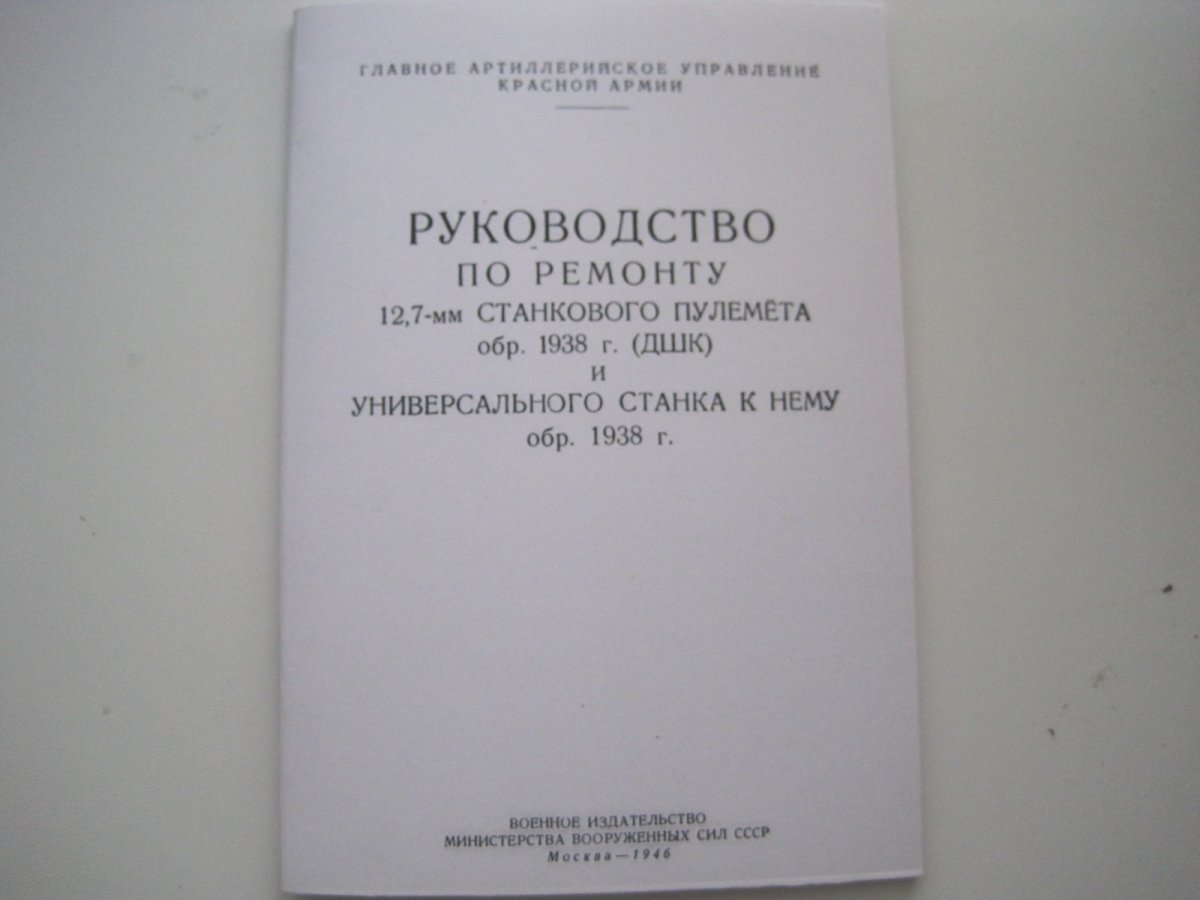 ГЛАВНОЕ АРТИЛЛЕРИЙСКОЕ УПРАВЛЕНИЕ
КРАСНОЙ АРМИИ
РУКОВОДСТВО
ПО РЕМОНТУ
12,7-мм СТАНКОВОГО ПУЛЕМЁТА
обр. 1938 г. (ДШК)
И
УНИВЕРСАЛЬНОГО СТАНКА К НЕМУ
обр. 1938 г.
ВОЕННОЕ ИЗДАТЕЛЬСТВО
МИНИСТЕРСТВА ВООРУЖЕННЫХ СИЛ СССР
Москва — 1946